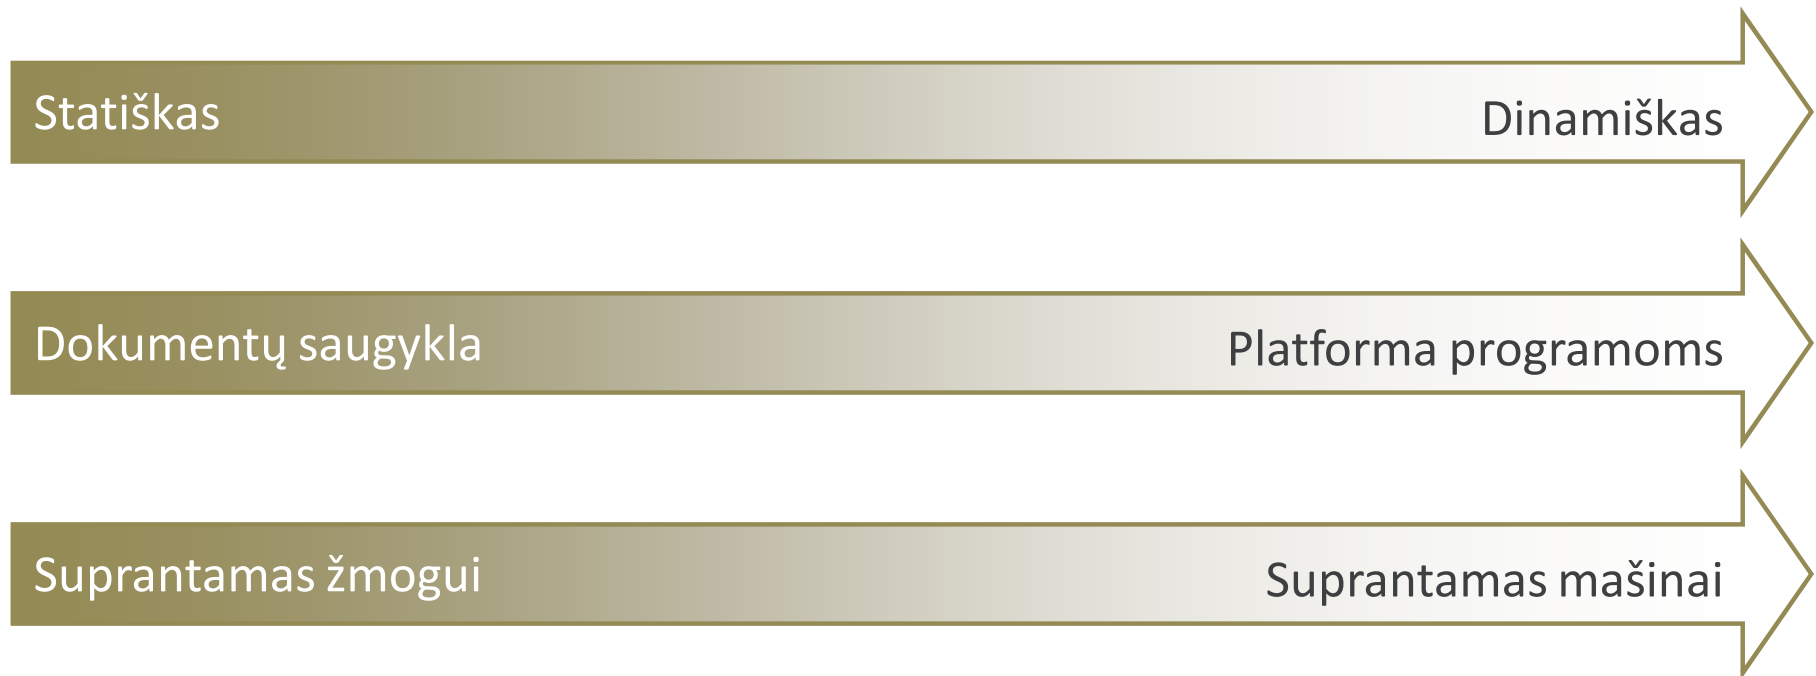 Statiškas
Dinamiškas
Dokumentų saugykla
Platforma programoms
Suprantamas žmogui
Suprantamas mašinai